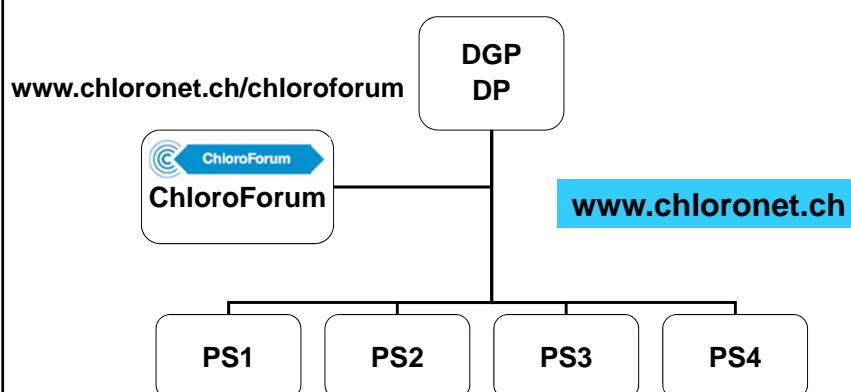 DGP
DP
www.chloronet.ch/chloroforum
ChloroForum
ChloroForum
www.chloronet.ch
PS1 PS2 PS3 PS4